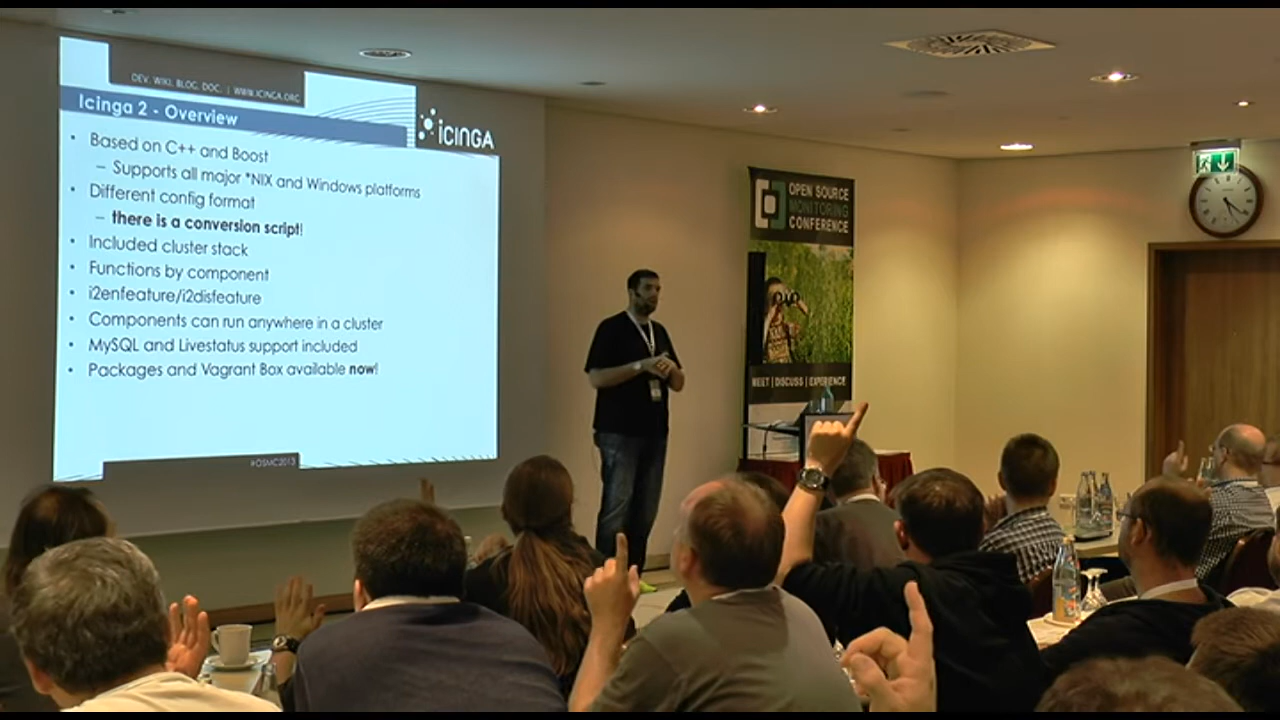 DEV. WIKI. BLOG. DOC. | WWW.ICINGA.ORG
Icinga 2 - Overview
icinga
• Based on C++ and Boost
– Supports all major *NIX and Windows platforms
• Different config format
– there is a conversion script!
• Included cluster stack
• Functions by component
• i2enfeature/i2disfeature
• Components can run anywhere in a cluster
• MySQL and Livestatus support included
• Packages and Vagrant Box available now!
#OSMC2013
OPEN SOURCE
MONITORING
CONFERENCE
MEET | DISCUSS | EXPERIENCE